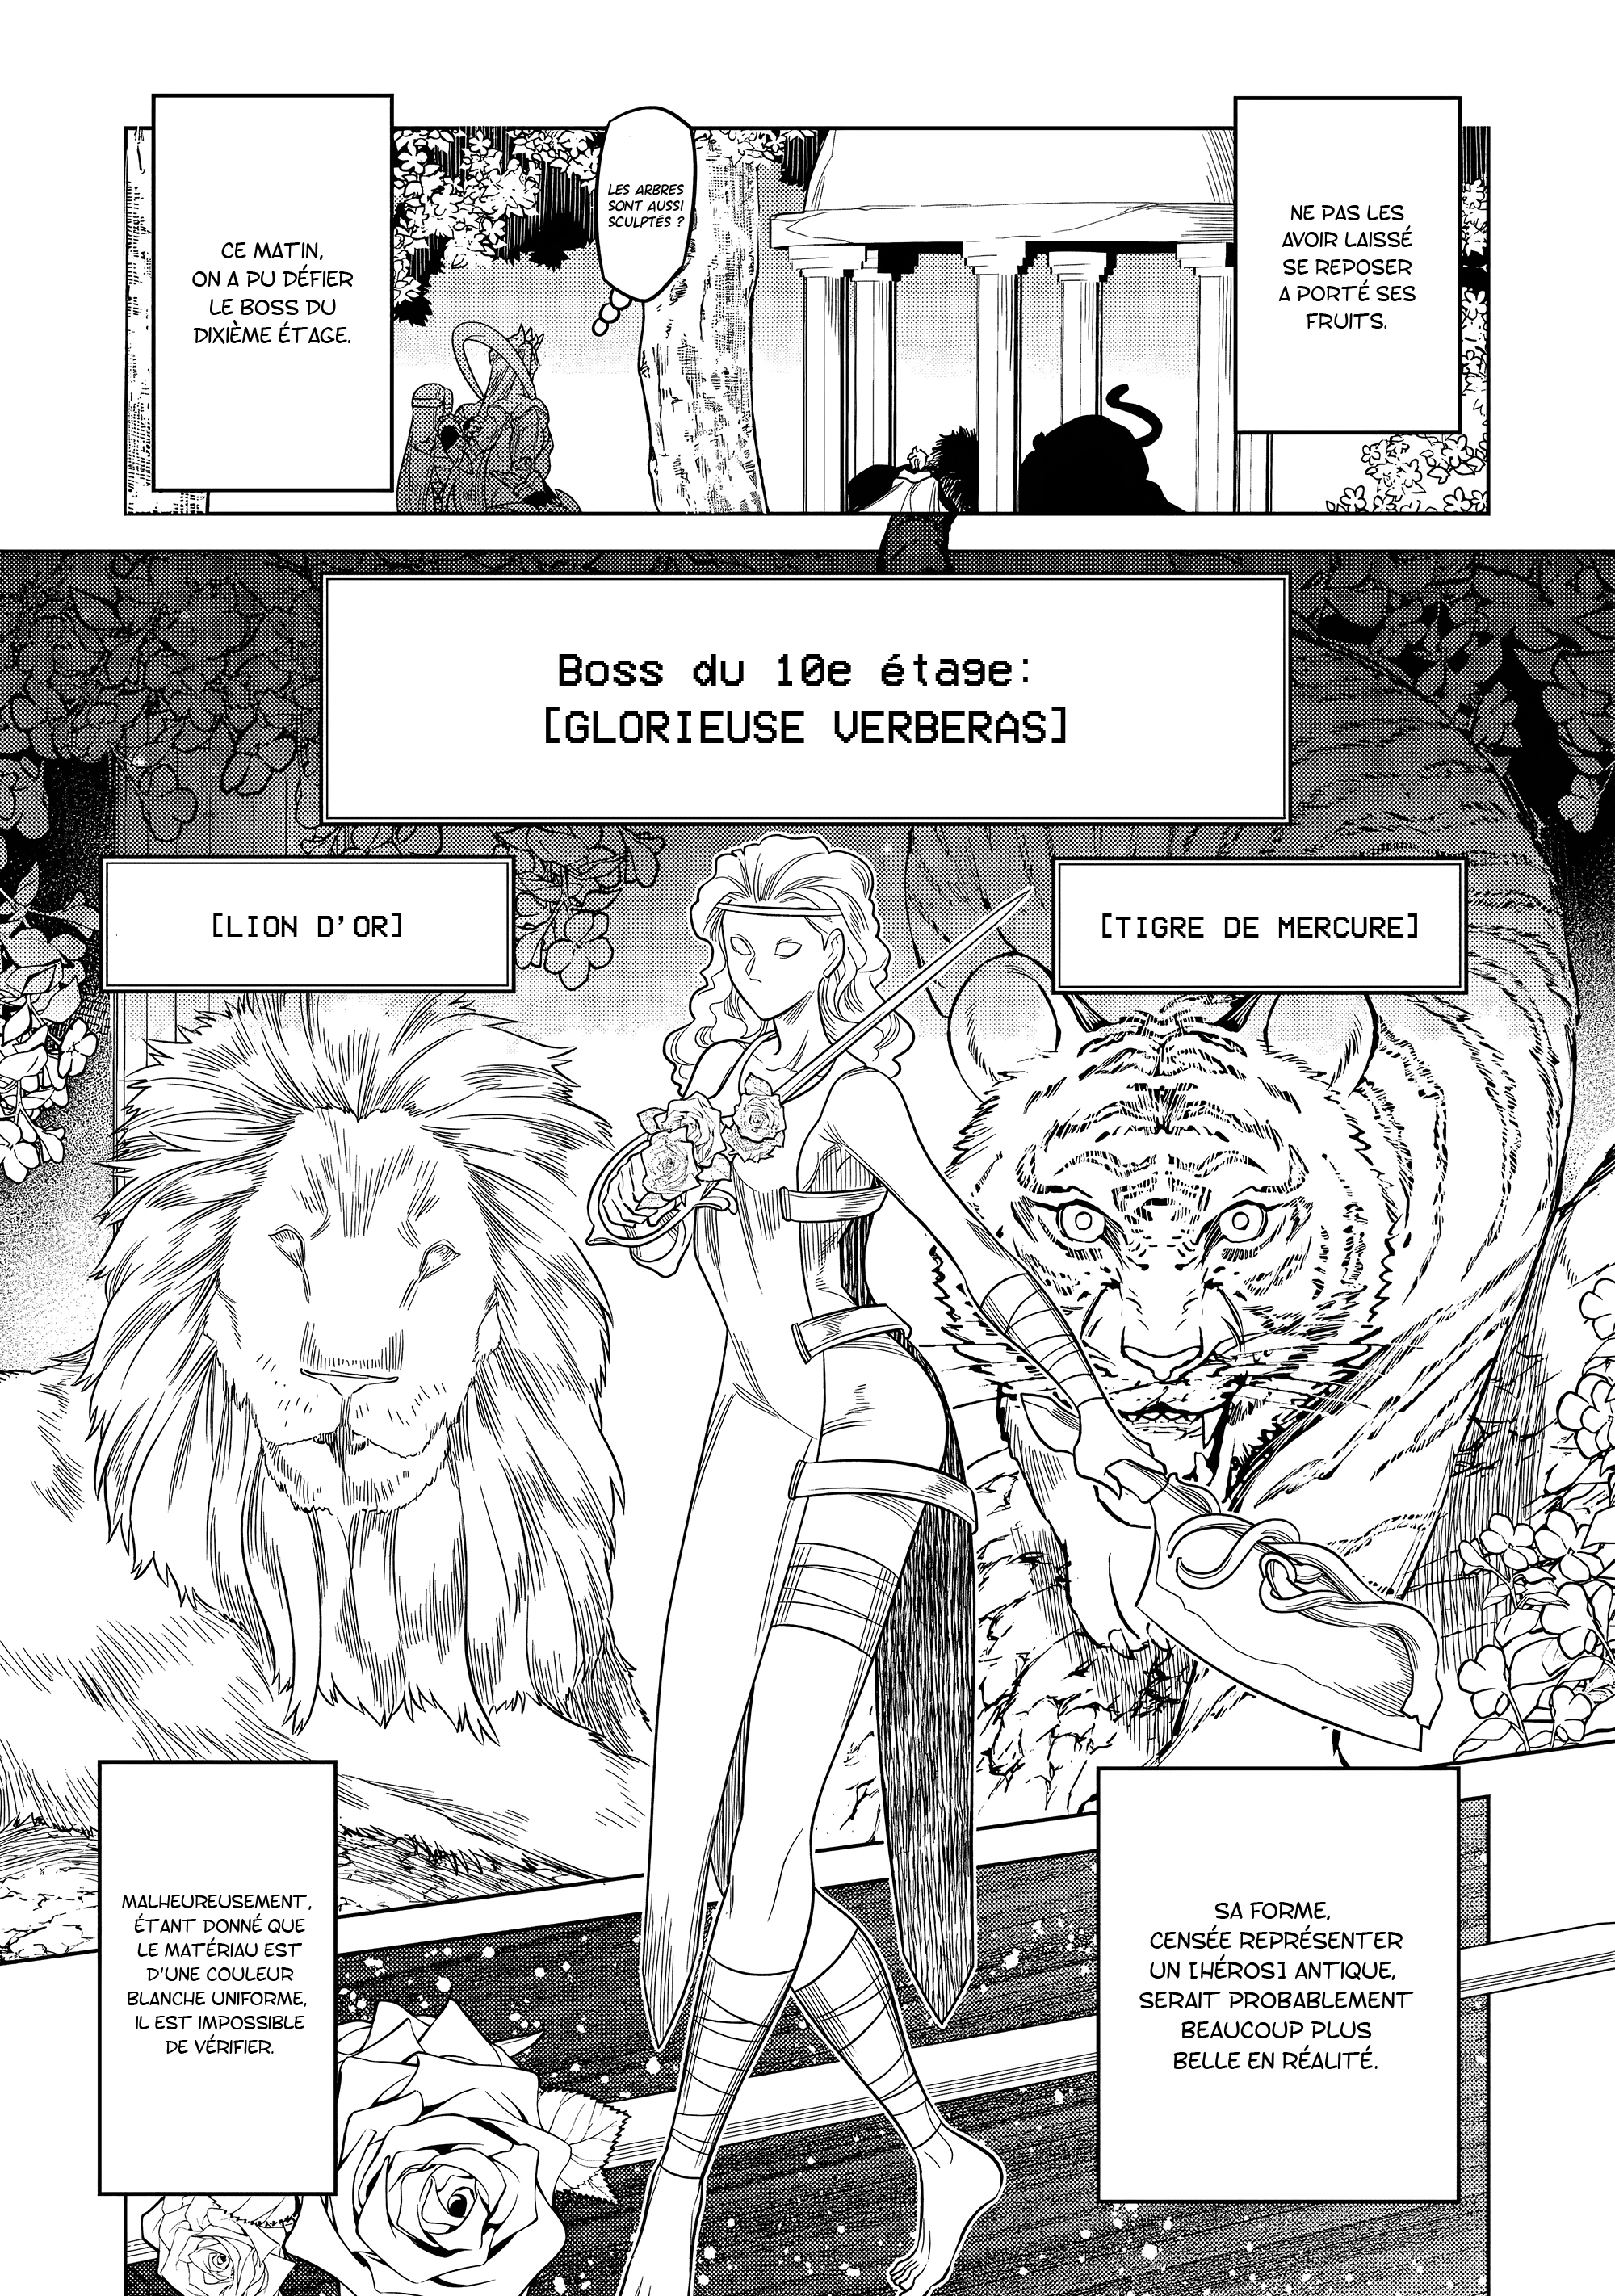 NE PAS LES
AVOIR LAISSÉ
SE REPOSER
A PORTÉ SES
FRUITS.
LES ARBRES
SONT AUSSI
SCULPTÉS ?
CE MATIN,
ON A PU DÉFIER
LE BOSS DU
DIXIÈME ÉTAGE.
Boss du 10e étage:
[GLORIEUSE VERBERAS]
[TIGRE DE MERCURE]
[LION D'OR]
SA FORME,
CENSÉE REPRÉSENTER
UN [HÉROS] ANTIQUE,
SERAIT PROBABLEMENT
BEAUCOUP PLUS
BELLE EN RÉALITÉ.
MALHEUREUSEMENT,
ÉTANT DONNÉ QUE
LE MATÉRIAU EST
D'UNE COULEUR
BLANCHE UNIFORME,
IL EST IMPOSSIBLE
DE VÉRIFIER.